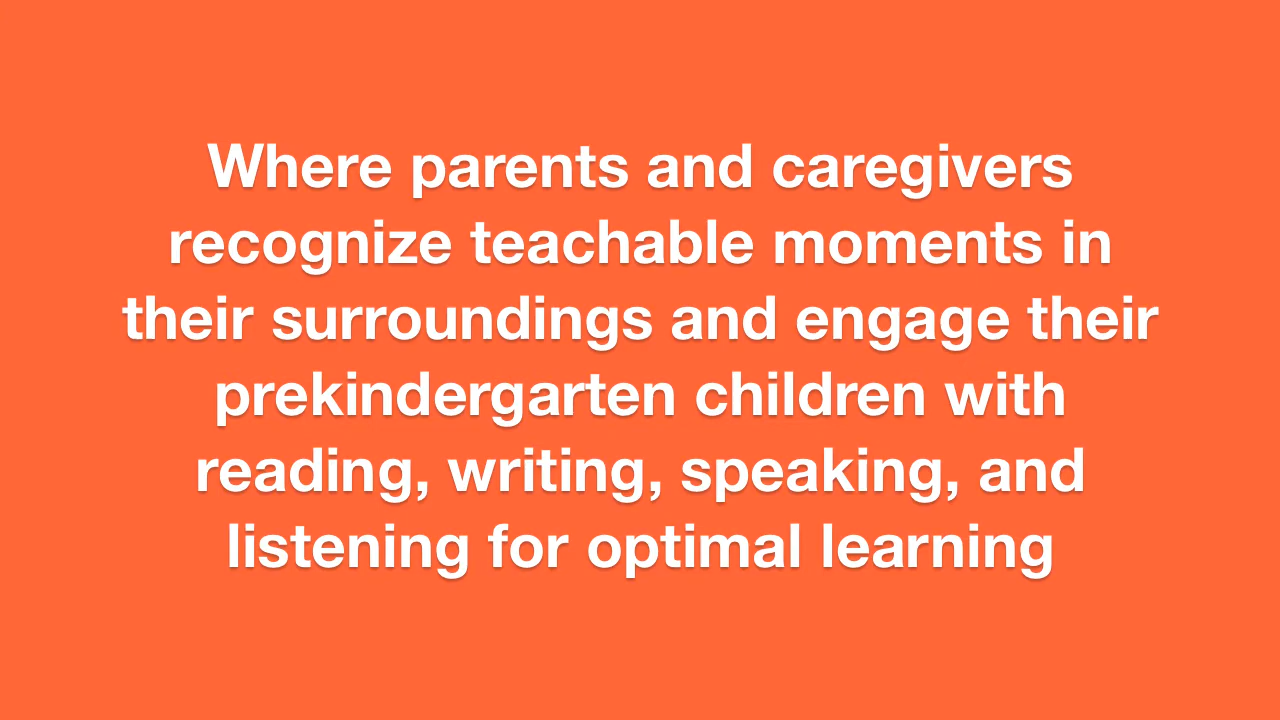 Where parents and caregivers
recognize teachable moments in
their surroundings and engage their
prekindergarten children with
reading, writing, speaking, and
listening for optimal learning